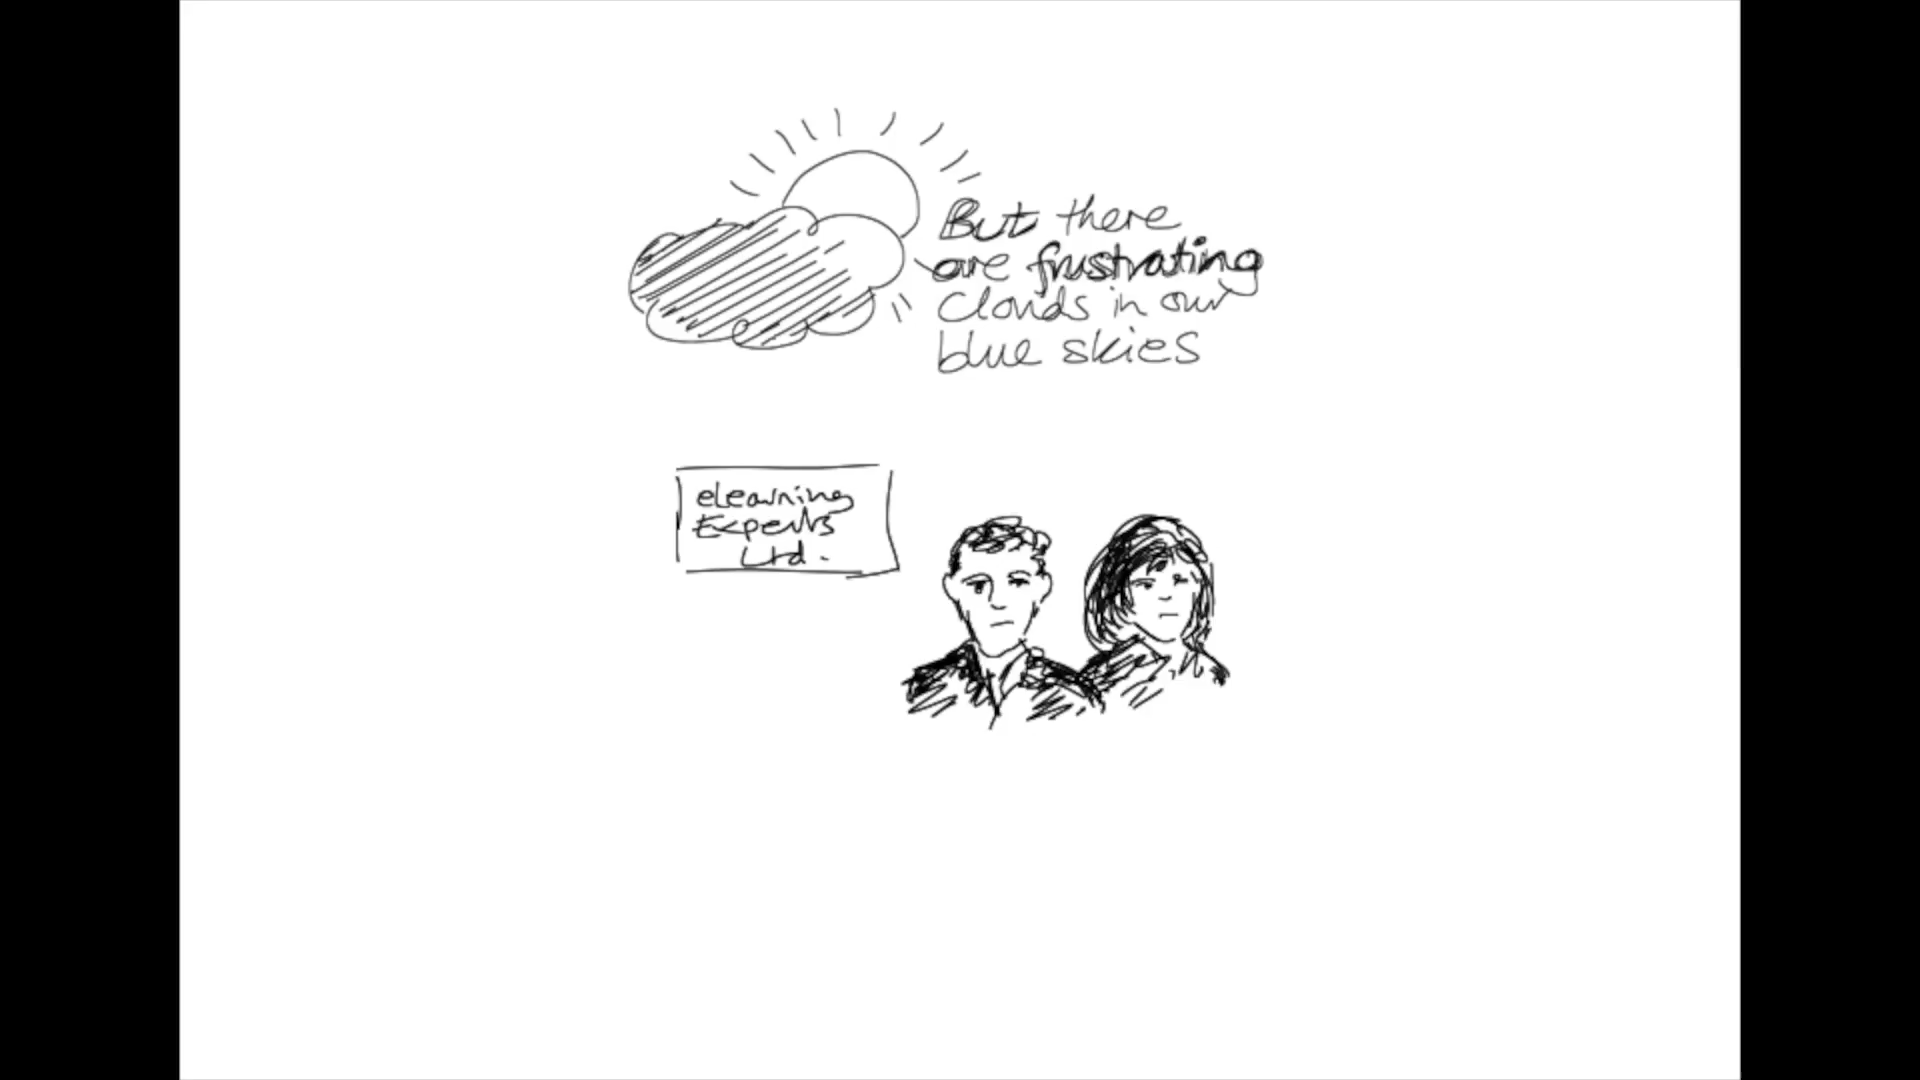 But there
are frustrating
clouds in our
blue skies
eLearning
Experts
Ltd.